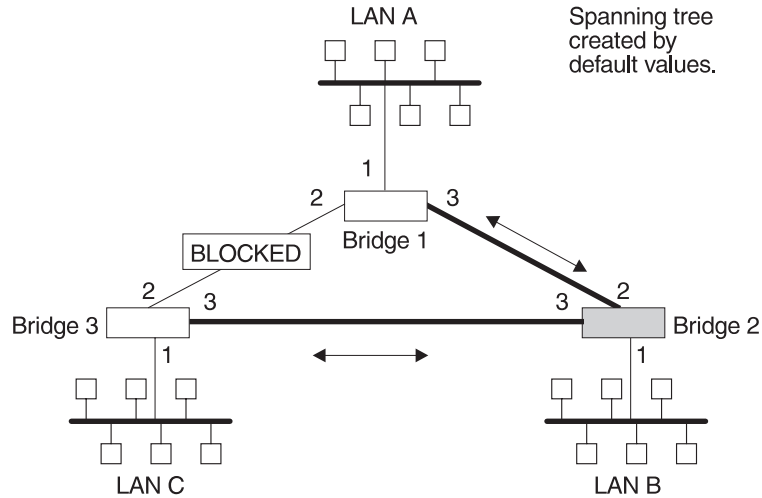 LAN A
Spanning tree
created by
default values.
1
2
3
Bridge 1
BLOCKED
2
3
3
2
Bridge 3
Bridge 2
1
1
LAN C
LAN B